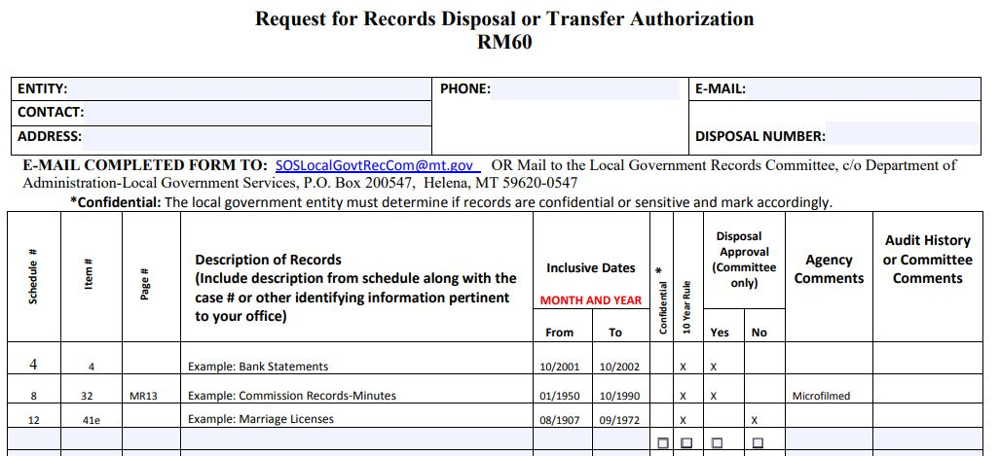 Request for Records Disposal or Transfer Authorization
RM60
ENTITY:
PHONE:
E-MAIL:
CONTACT:
ADDRESS:
DISPOSAL NUMBER:
E-MAIL COMPLETED FORM TO: SOSLocalGovtRecCom@mt.gov OR Mail to the Local Government Records Committee, c/o Department of
Administration-Local Government Services, P.O. Box 200547, Helena, MT 59620-0547
*Confidential: The local government entity must determine if records are confidential or sensitive and mark accordingly.
Schedule #
Item #
Page #
Description of Records
(Include description from schedule along with the
case # or other identifying information pertinent
to your office)
Inclusive Dates
MONTH AND YEAR
From To
Confidential *
10 Year Rule
Disposal
Approval
(Committee
only)
Yes No
Agency
Comments
Audit History
or Committee
Comments
4 4 Example: Bank Statements 10/2001 10/2002 X X
8 32 MR13 Example: Commission Records-Minutes 01/1950 10/1990 X X Microfilmed
12 41e Example: Marriage Licenses 08/1907 09/1972 X X